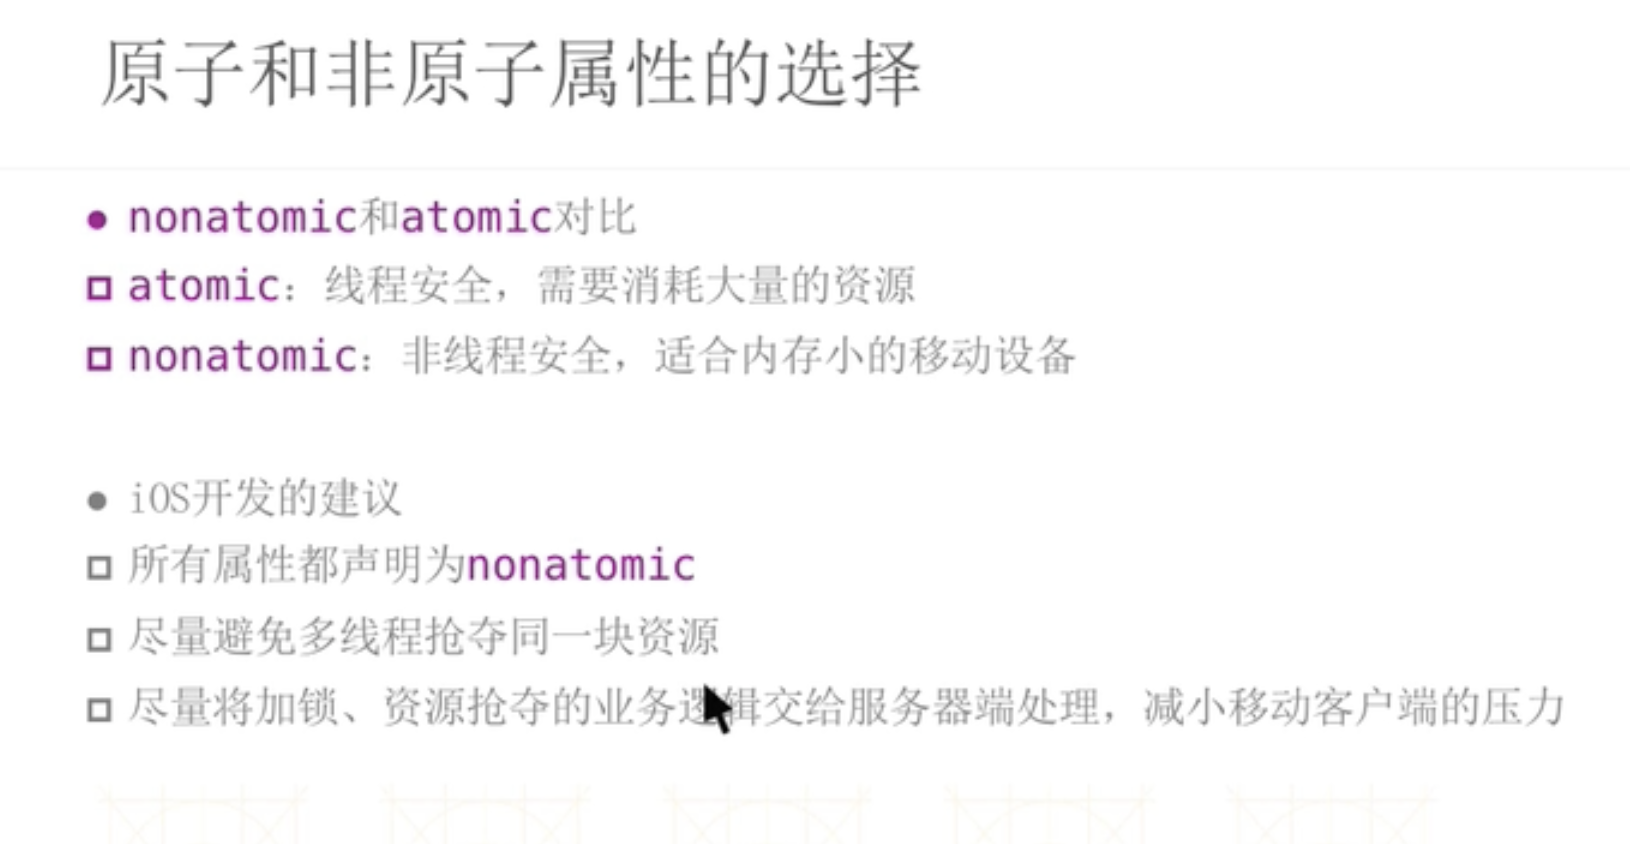 原子和非原子属性的选择
nonatomic和atomic对比
atomic：线程安全，需要消耗大量的资源
nonatomic：非线程安全，适合内存小的移动设备
iOS开发的建议
所有属性都声明为nonatomic
尽量避免多线程抢夺同一块资源
尽量将加锁、资源抢夺的业务逻辑交给服务器端处理，减小移动客户端的压力